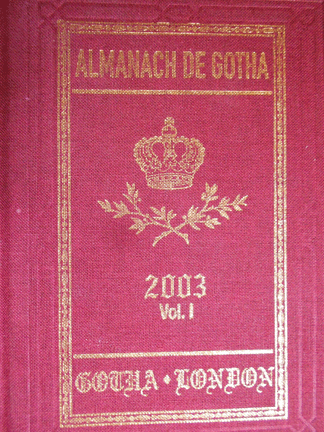 ALMANACH DE GOTHA
2003
Vol. I
GOTHA • LONDON